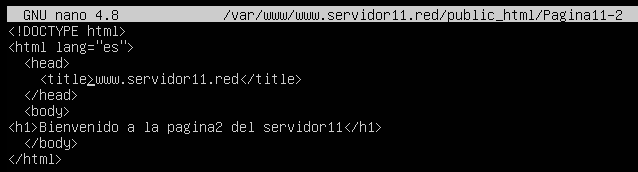 GNU nano 4.8 /var/www/www.servidor11.red/public_html/Pagina11-2
<!DOCTYPE html>
<html lang="es">
<head>
<title>www.servidor11.red</title>
</head>
<body>
<h1>Bienvenido a la pagina2 del servidor11</h1>
</body>
</html>